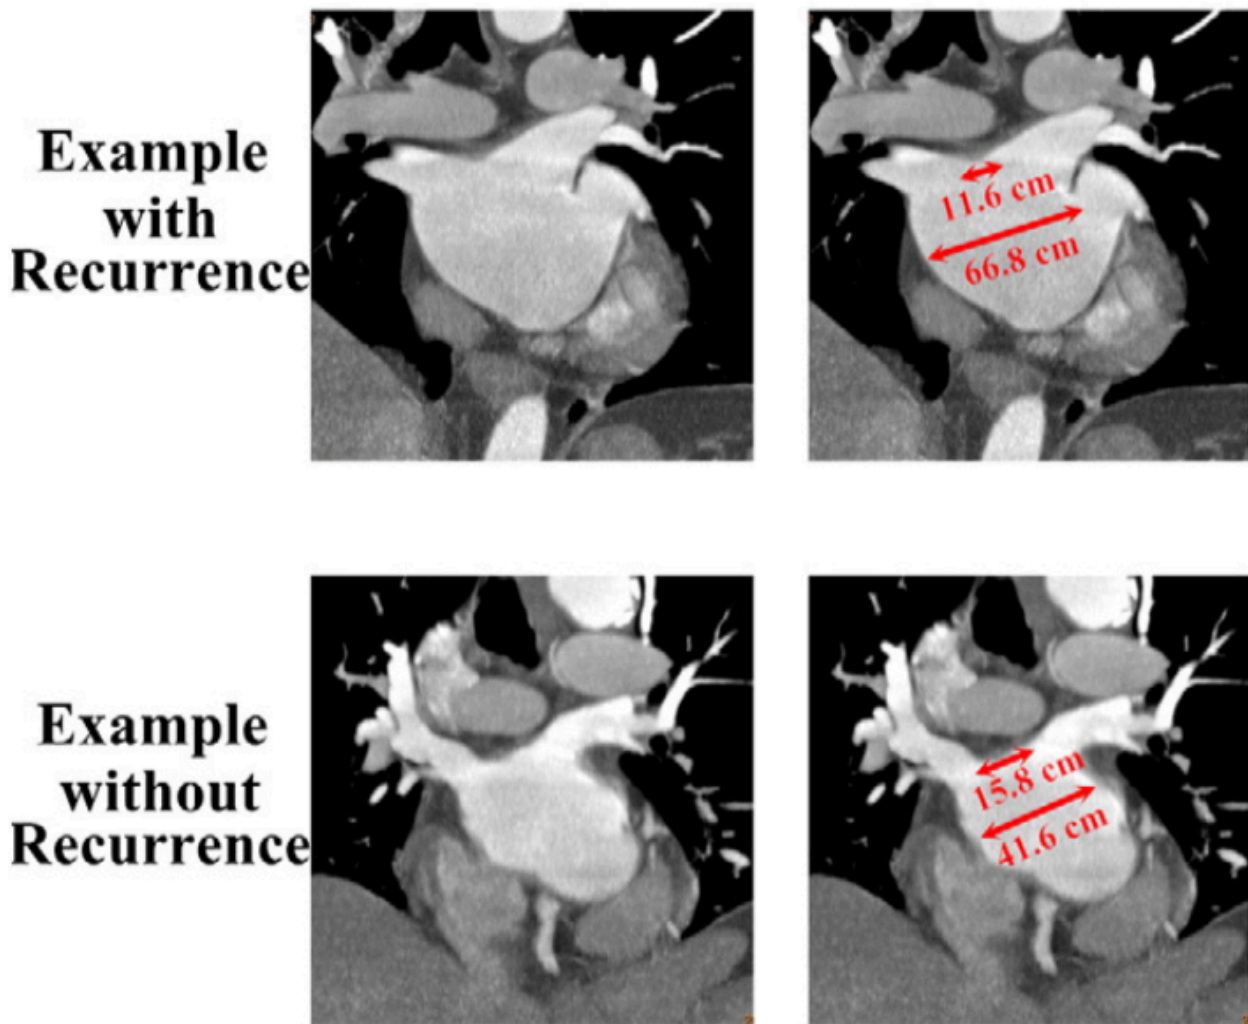 Example
with
Recurrence
11.6 cm
66.8 cm
Example
without
Recurrence
15.8 cm
41.6 cm